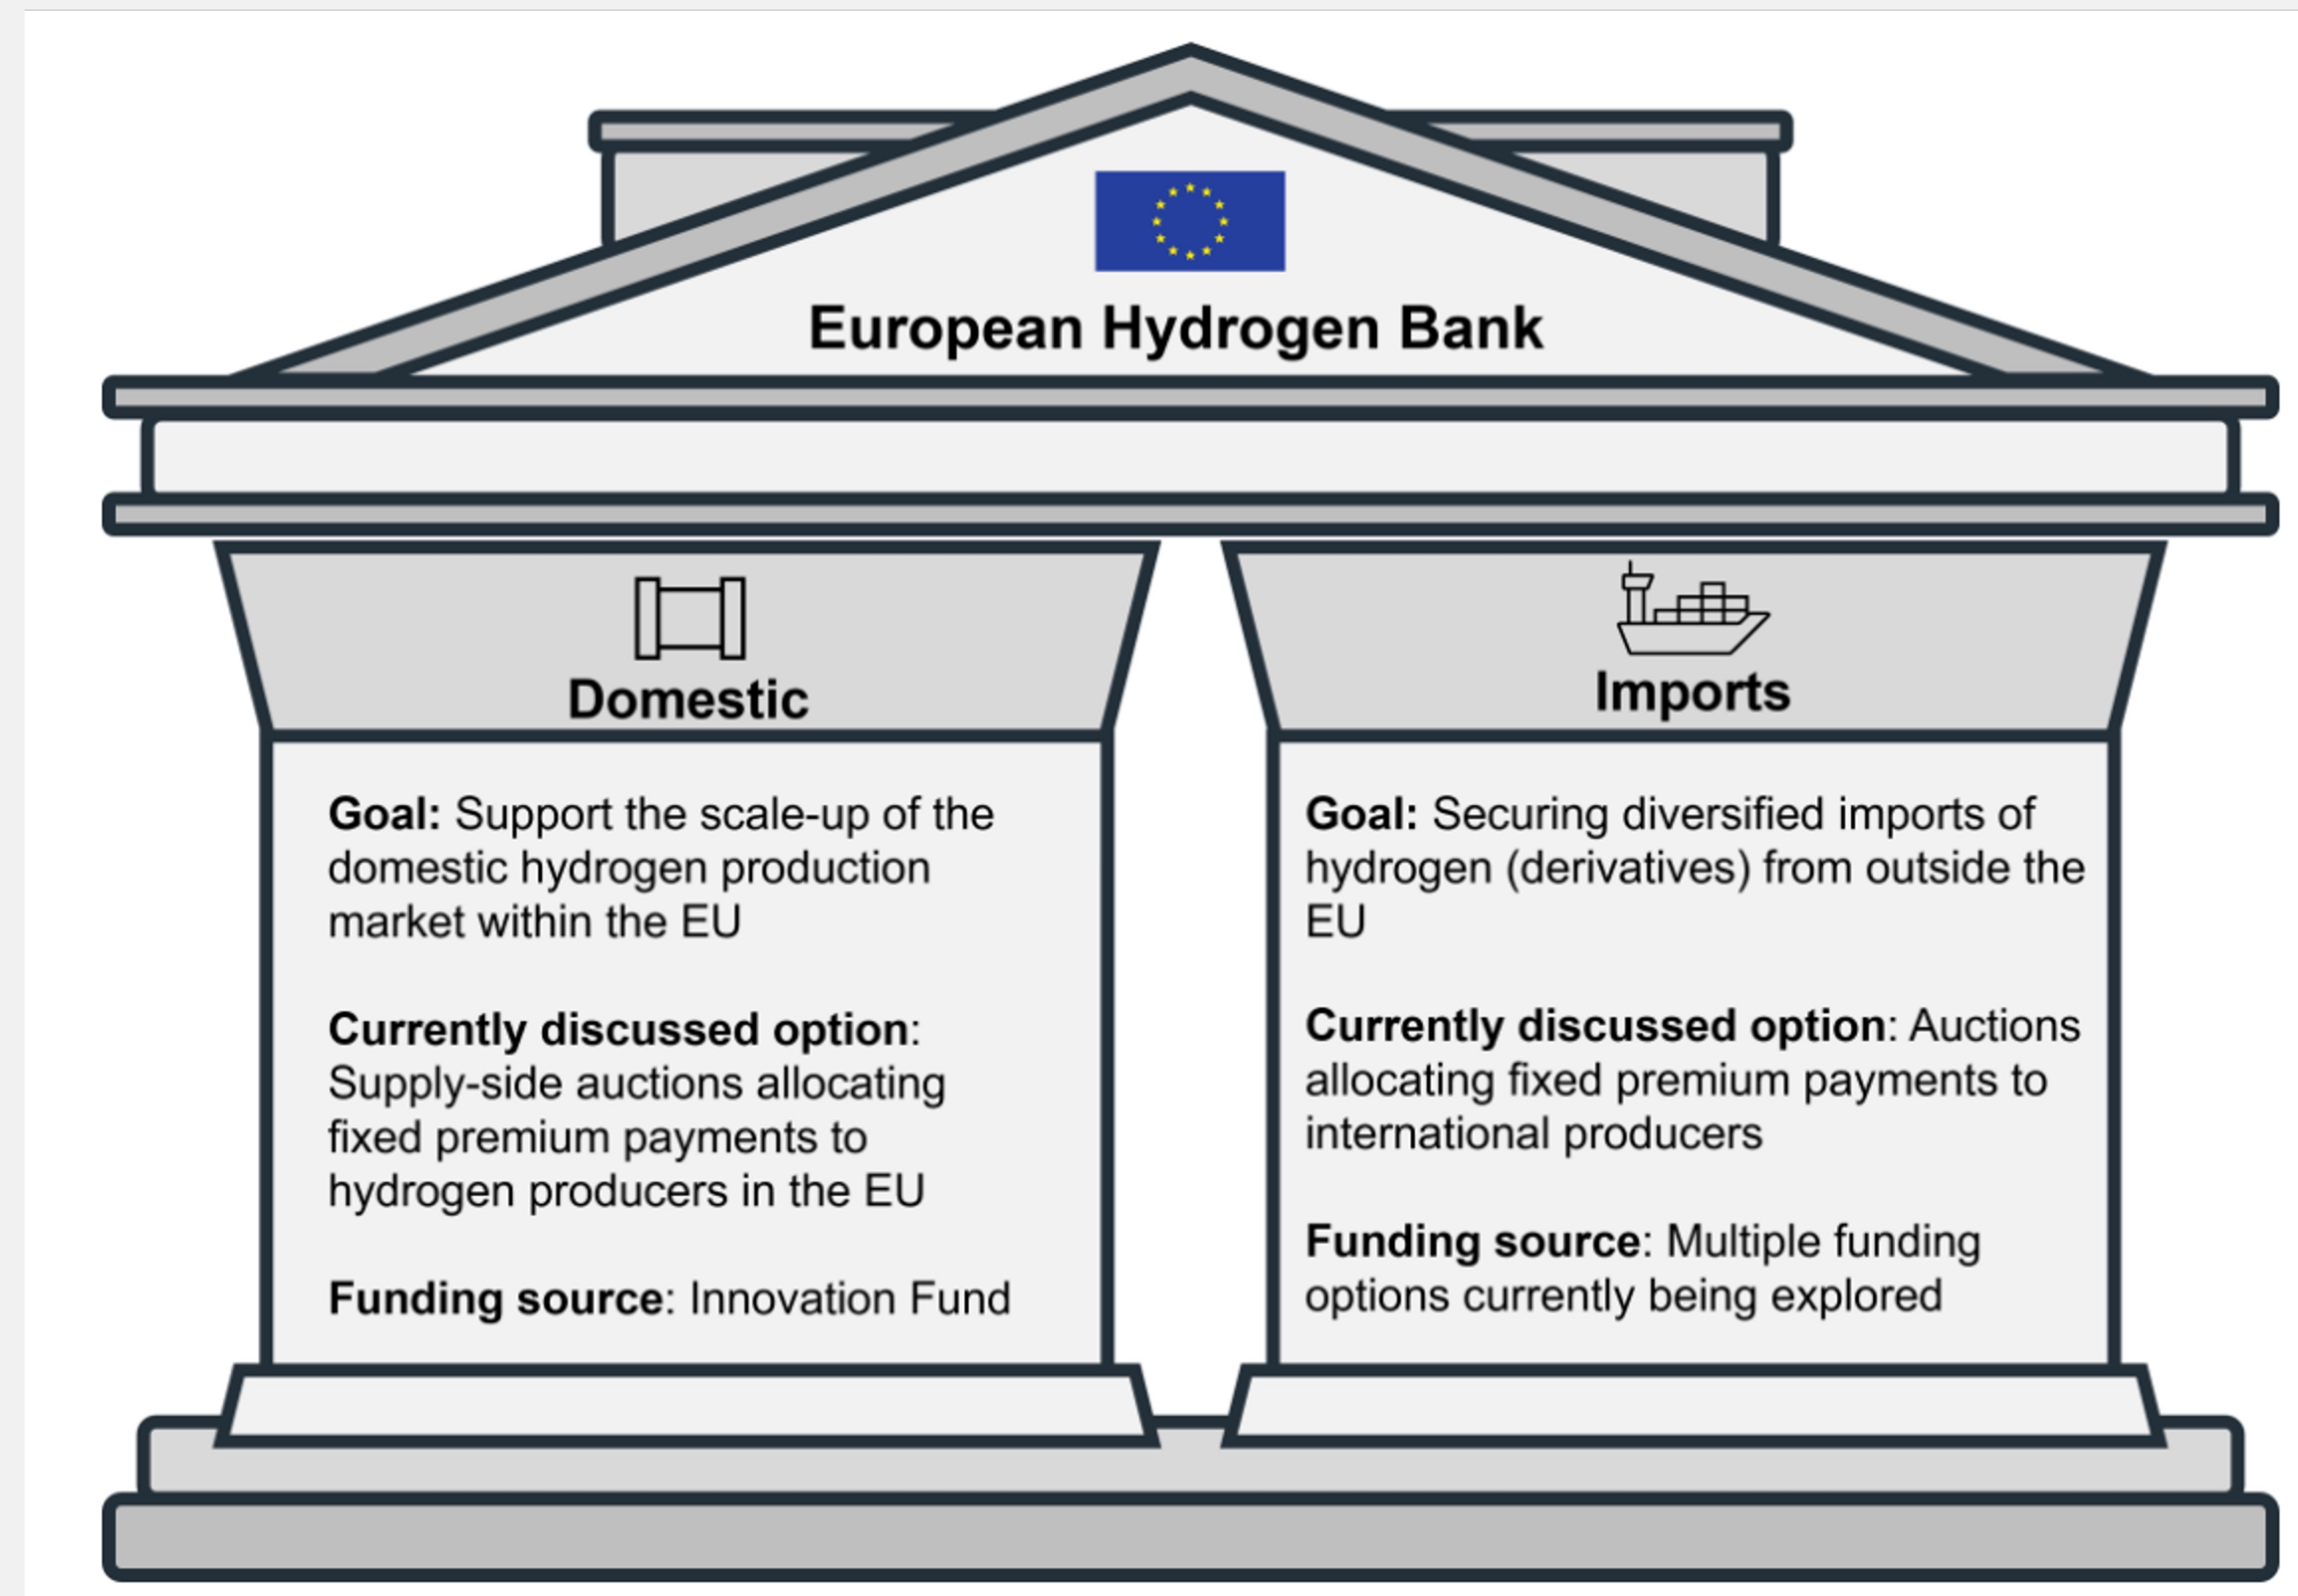 European Hydrogen Bank
Domestic
Goal: Support the scale-up of the
domestic hydrogen production
market within the EU
Currently discussed option:
Supply-side auctions allocating
fixed premium payments to
hydrogen producers in the EU
Funding source: Innovation Fund
Imports
Goal: Securing diversified imports of
hydrogen (derivatives) from outside the
EU
Currently discussed option: Auctions
allocating fixed premium payments to
international producers
Funding source: Multiple funding
options currently being explored